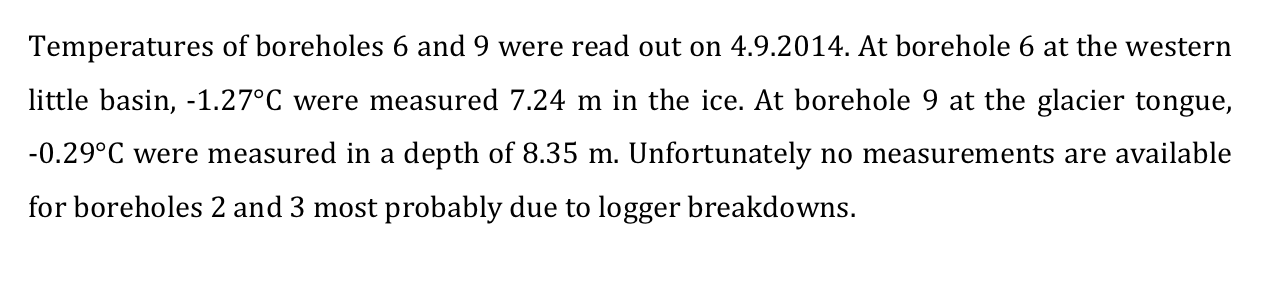 Temperatures of boreholes 6 and 9 were read out on 4.9.2014. At borehole 6 at the western
little basin, -1.27°C were measured 7.24 m in the ice. At borehole 9 at the glacier tongue,
-0.29°C were measured in a depth of 8.35 m. Unfortunately no measurements are available
for boreholes 2 and 3 most probably due to logger breakdowns.